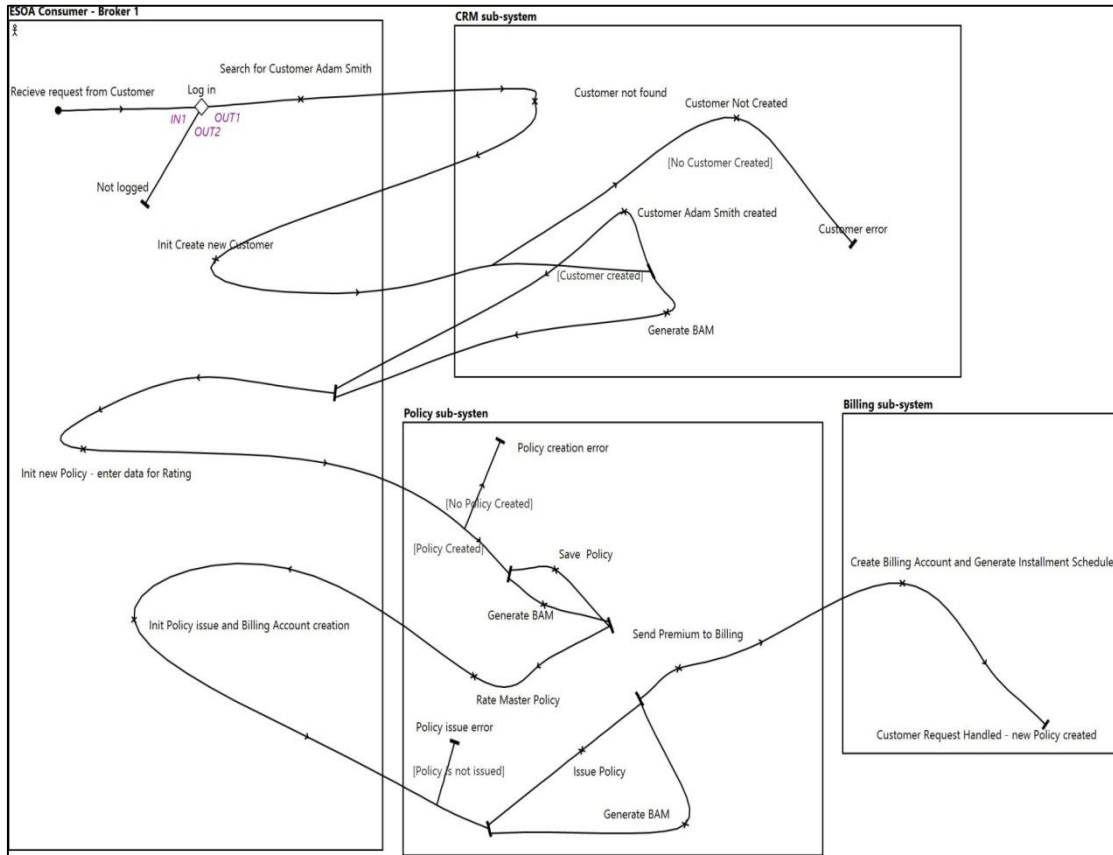 ESOA Consumer - Broker 1
CRM sub-system
Search for Customer Adam Smith
Recieve request from Customer
Log in
IN1
OUT1
OUT2
Not logged
Customer not found
Customer Not Created
[No Customer Created]
Customer Adam Smith created
Customer error
Init Create new Customer
[Customer created]
Generate BAM
Policy sub-systen
Billing sub-system
Init new Policy - enter data for Rating
Policy creation error
[No Policy Created]
[Policy Created]
Save Policy
Generate BAM
Create Billing Account and Generate Installment Schedule
Init Policy issue and Billing Account creation
Send Premium to Billing
Rate Master Policy
Policy issue error
[Policy is not issued]
Issue Policy
Generate BAM
Customer Request Handled - new Policy created